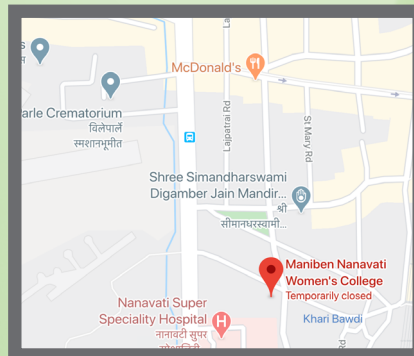 McDonald's
arle Crematorium
विलेपार्ले
स्मशानभूमीत
Lajpatrai Rd
St Mary Rd
Shree Simandharswami
Digamber Jain Mandir...
श्री
सीमानधरस्वामी...
Maniben Nanavati
Women's College
Temporarily closed
Khari Bawdi
Nanavati Super
Speciality Hospital
H
नानावटी सुपर